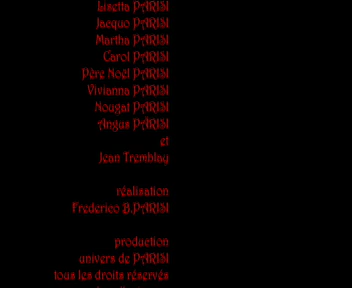 Lisetta PARISI
Jacquo PARISI
Martha PARISI
Carol PARISI
Père Noël PARISI
Vivianna PARISI
Nougat PARISI
Angus PARISI
et
Jean Tremblay
réalisation
Frederico B.PARISI
production
univers de PARISI
tous les droits réservés